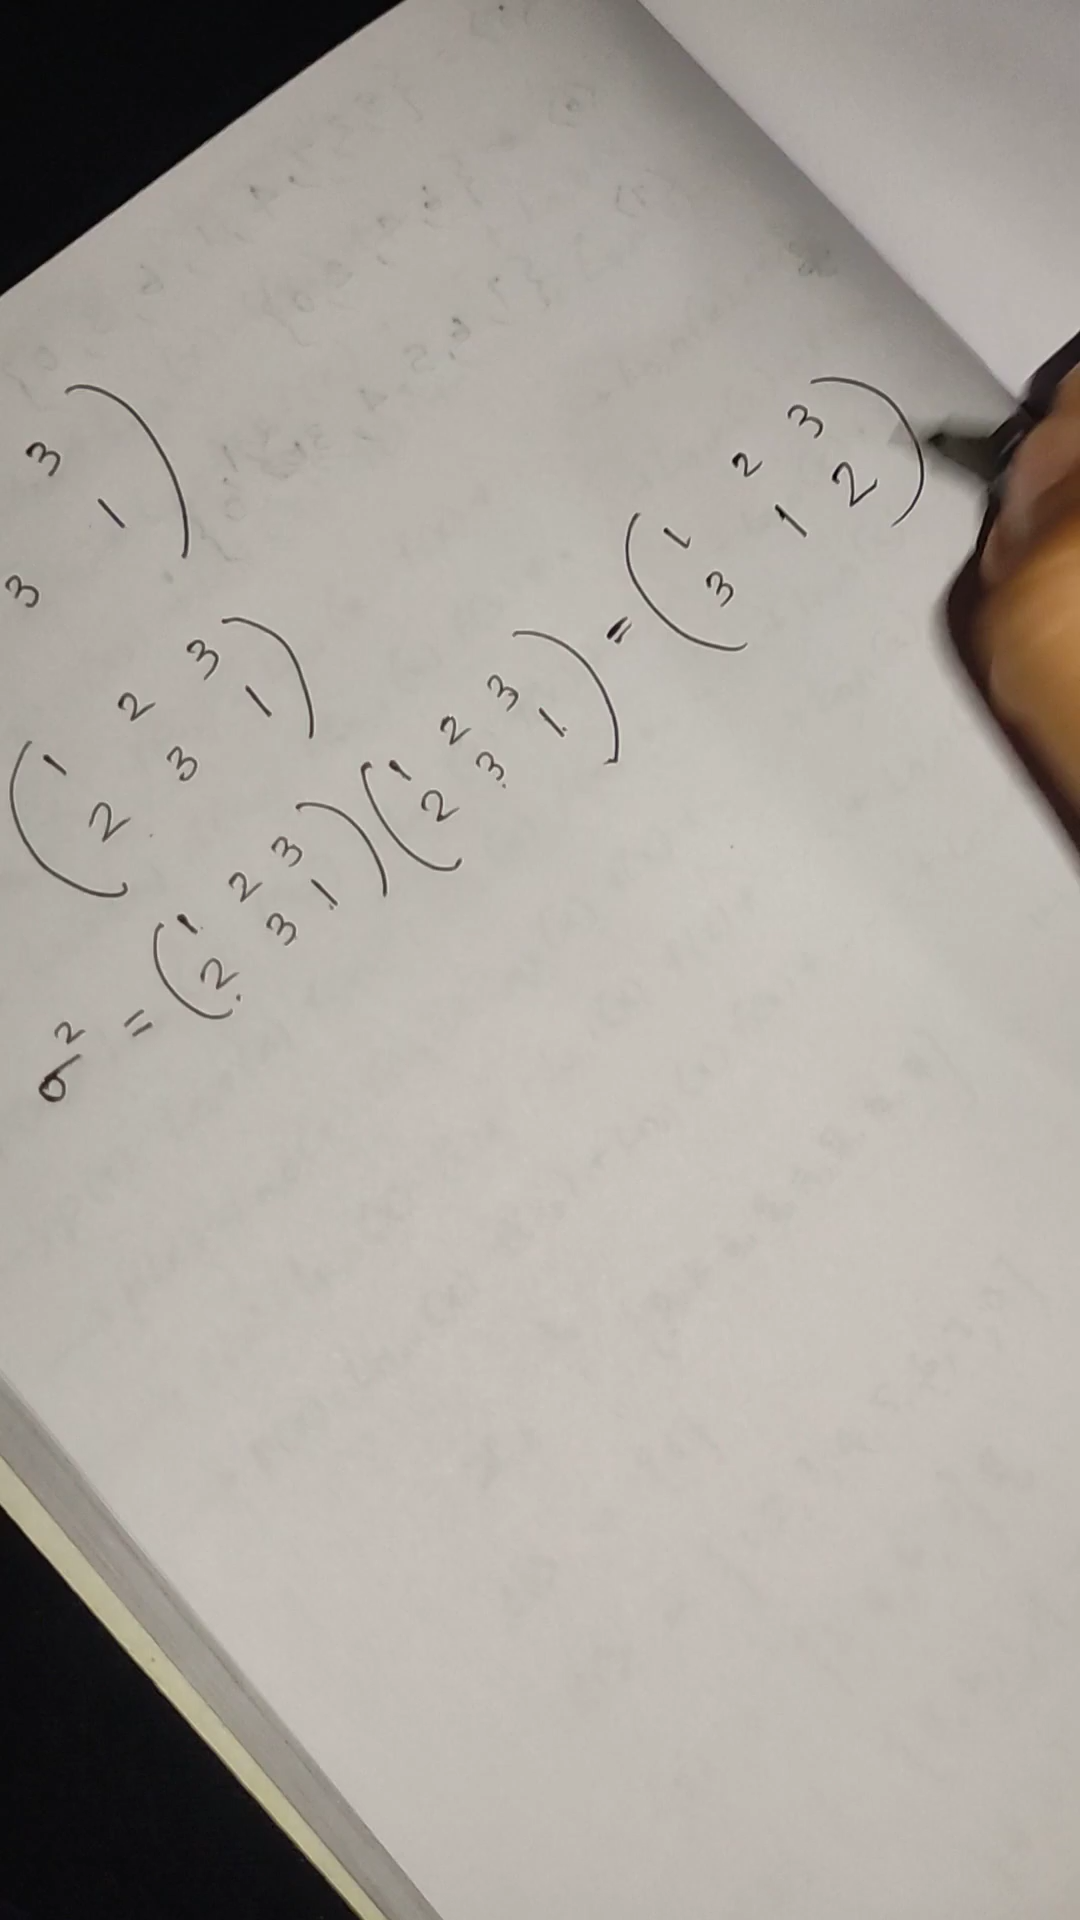 3
3 1
( 1 2 3 )
( 2 3 1 )
σ² = ( 1 2 3 ) ( 1 2 3 ) = ( 1 2 3 )
( 2 3 1 ) ( 2 3 1 ) ( 3 1 2 )